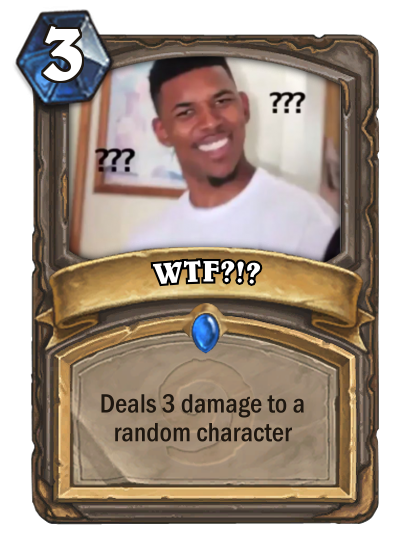 3
???
???
WTF?!?
Deals 3 damage to a
random character